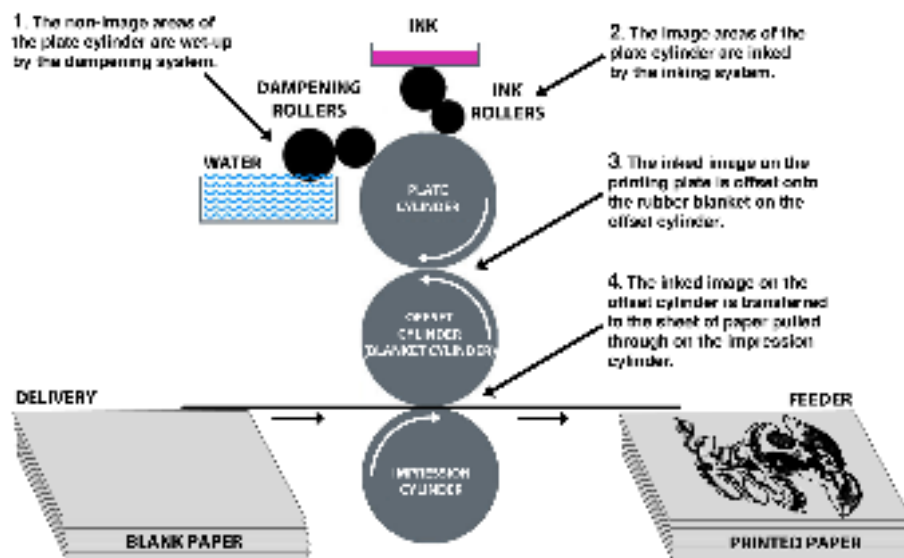 1. The non-image areas of
the plate cylinder are wet-up
by the dampening system.
INK
2. The image areas of the
plate cylinder are inked
by the inking system.
DAMPENING
ROLLERS
INK
ROLLERS
WATER
3. The inked image on the
printing plate is offset onto
the rubber blanket on the
offset cylinder.
PLATE
CYLINDER
4. The inked image on the
offset cylinder is transferred
to the sheet of paper pulled
through on the impression
cylinder.
OFFSET
CYLINDER
(BLANKET CYLINDER)
DELIVERY
FEEDER
IMPRESSION
CYLINDER
BLANK PAPER
PRINTED PAPER